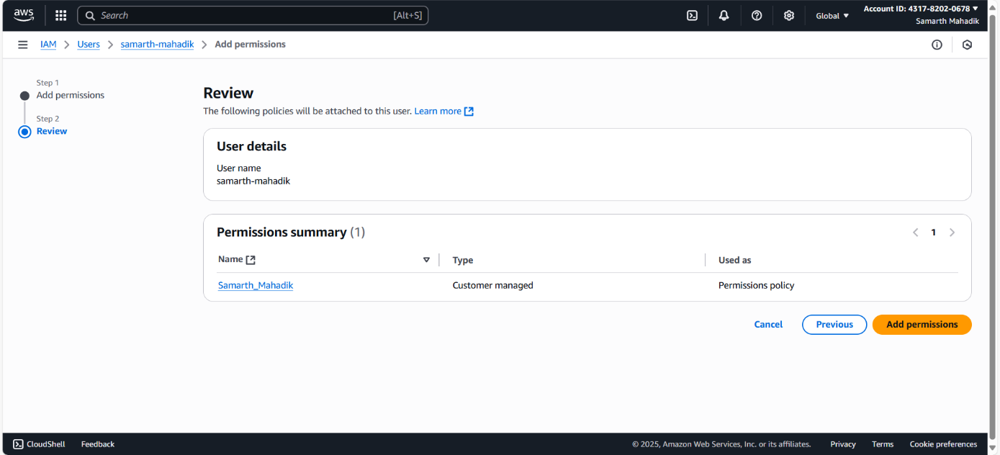 aws
Search
[Alt+S]
Global
Account ID: 4317-8202-0678
Samarth Mahadik
IAM
Users
samarth-mahadik
Add permissions
Step 1
Add permissions
Step 2
Review
Review
The following policies will be attached to this user. Learn more
User details
User name
samarth-mahadik
Permissions summary (1)
1
Name
Type
Used as
Samarth_Mahadik
Customer managed
Permissions policy
Cancel
Previous
Add permissions
CloudShell
Feedback
© 2025, Amazon Web Services, Inc. or its affiliates.
Privacy
Terms
Cookie preferences